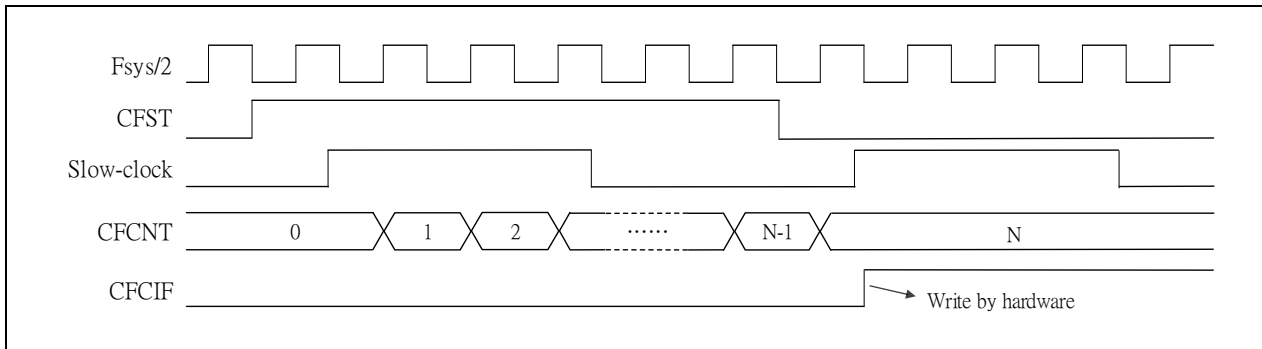 Fsys/2
CFST
Slow-clock
CFCNT 0 1 2 ...... N-1 N
CFCIF
Write by hardware